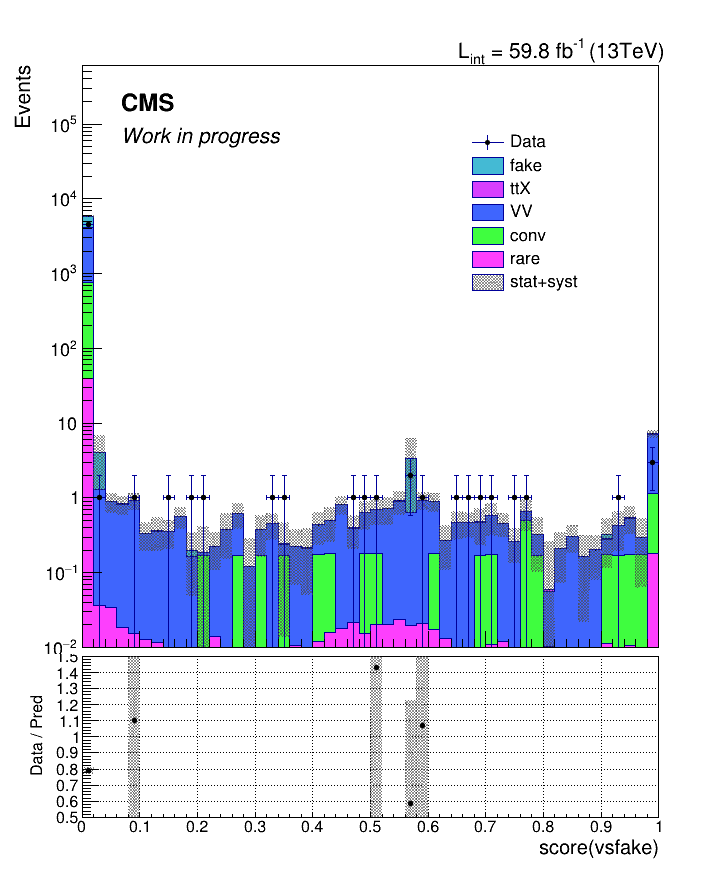 L_int = 59.8 fb^-1 (13TeV)
Events
CMS
Work in progress
Data
fake
ttX
VV
conv
rare
stat+syst
10^5
10^4
10^3
10^2
10
1
10^−1
10^−2
Data / Pred
1.5
1.4
1.3
1.2
1.1
1
0.9
0.8
0.7
0.6
0.5
0 0.1 0.2 0.3 0.4 0.5 0.6 0.7 0.8 0.9 1
score(vsfake)